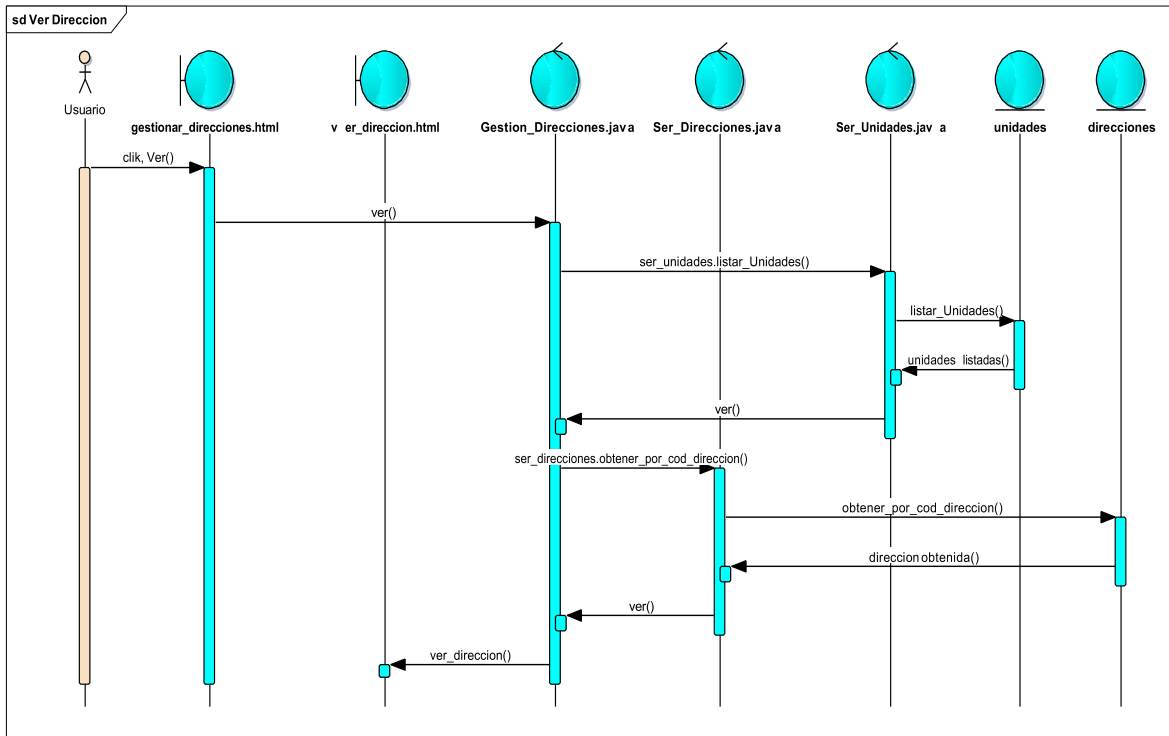 sd Ver Direccion
Usuario
gestionar_direcciones.html
v er_direccion.html
Gestion_Direcciones.java
Ser_Direcciones.java
Ser_Unidades.jav a
unidades
direcciones
clik, Ver()
ver()
ser_unidades.listar_Unidades()
listar_Unidades()
unidades listadas()
ver()
ser_direcciones.obtener_por_cod_direccion()
obtener_por_cod_direccion()
direccion obtenida()
ver()
ver_direccion()